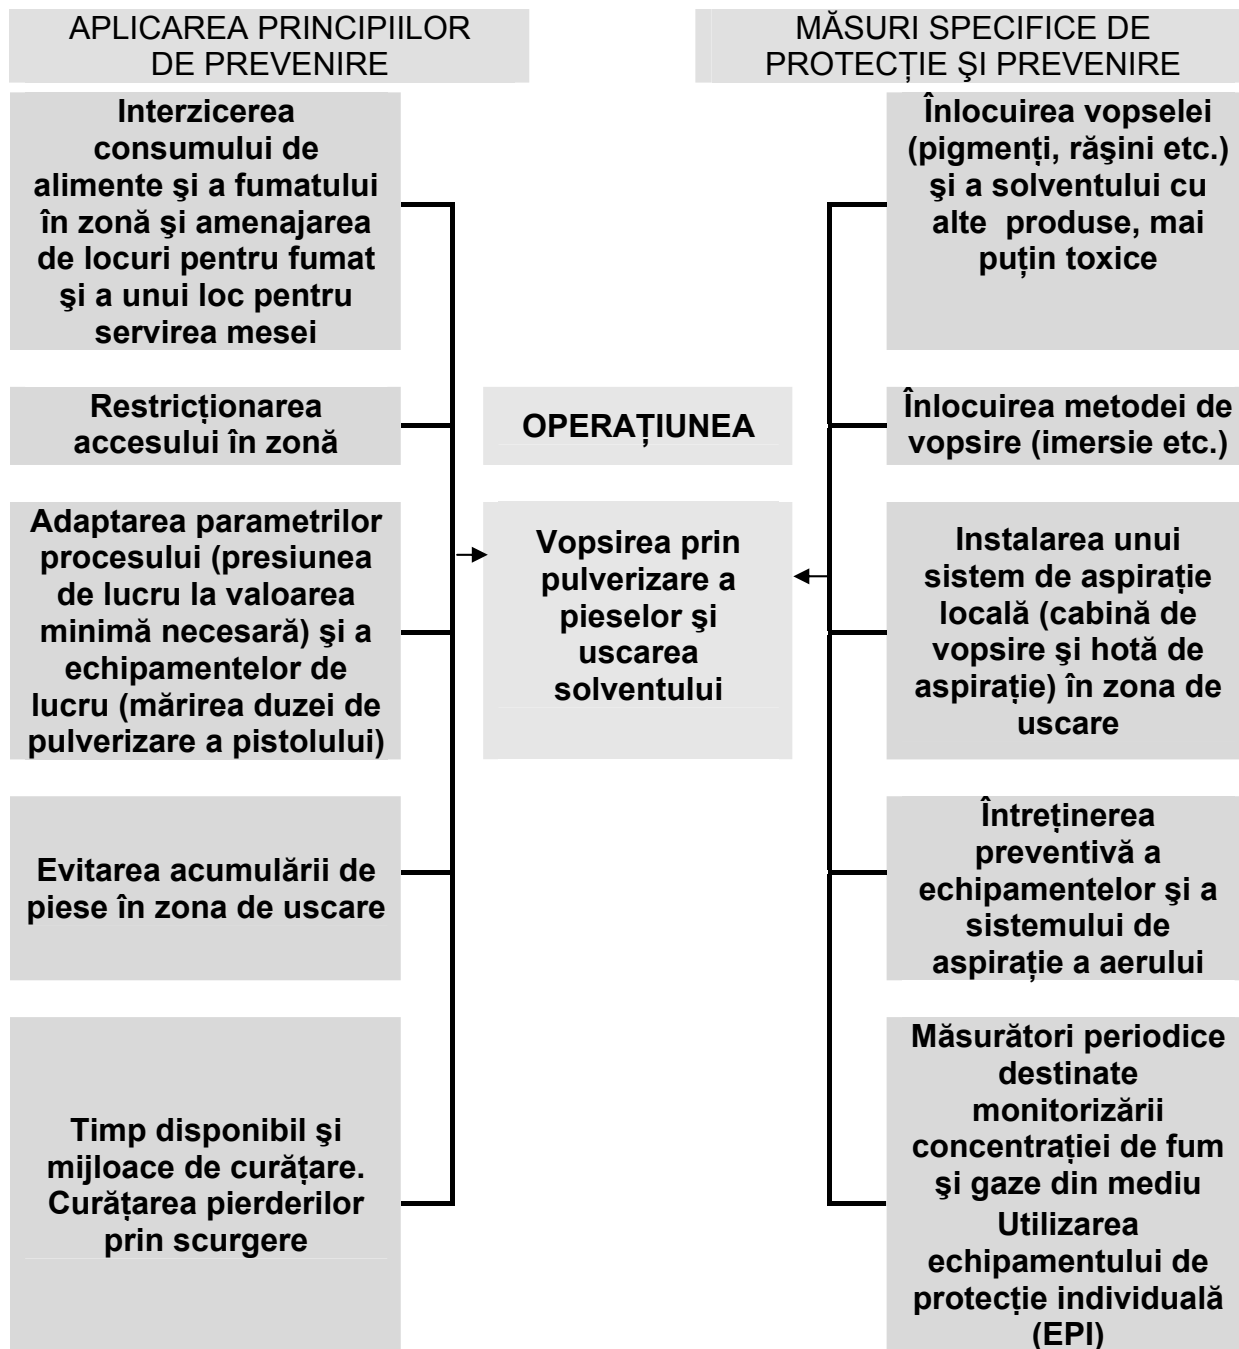 APLICAREA PRINCIPIILOR
DE PREVENIRE
MĂSURI SPECIFICE DE
PROTECȚIE ŞI PREVENIRE
Interzicerea
consumului de
alimente şi a fumatului
în zonă şi amenajarea
de locuri pentru fumat
şi a unui loc pentru
servirea mesei
Restricționarea
accesului în zonă
Adaptarea parametrilor
procesului (presiunea
de lucru la valoarea
minimă necesară) şi a
echipamentelor de
lucru (mărirea duzei de
pulverizare a pistolului)
Evitarea acumulării de
piese în zona de uscare
Timp disponibil şi
mijloace de curățare.
Curățarea pierderilor
prin scurgere
OPERAȚIUNEA
Vopsirea prin
pulverizare a
pieselor şi
uscarea
solventului
Înlocuirea vopselei
(pigmenți, răşini etc.)
şi a solventului cu
alte produse, mai
puțin toxice
Înlocuirea metodei de
vopsire (imersie etc.)
Instalarea unui
sistem de aspirație
locală (cabină de
vopsire şi hotă de
aspirație) în zona de
uscare
Întreținerea
preventivă a
echipamentelor şi a
sistemului de
aspirație a aerului
Măsurători periodice
destinate
monitorizării
concentrației de fum
şi gaze din mediu
Utilizarea
echipamentului de
protecție individuală
(EPI)